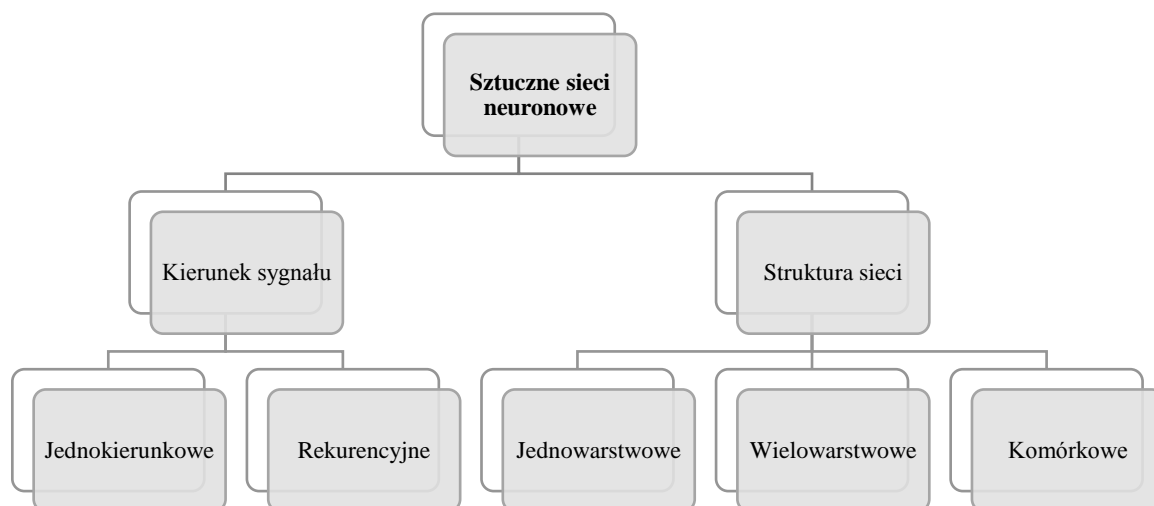 Sztuczne sieci
neuronowe
Kierunek sygnału
Struktura sieci
Jednokierunkowe
Rekurencyjne
Jednowarstwowe
Wielowarstwowe
Komórkowe